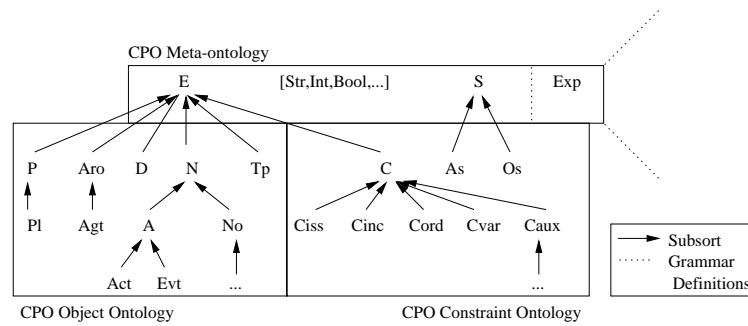 CPO Meta-ontology
E [Str,Int,Bool,...] S Exp
P Aro D N Tp C As Os
Pl Agt A No Ciss Cinc Cord Cvar Caux
Act Evt ... ...
Subsort
Grammar
Definitions
CPO Object Ontology CPO Constraint Ontology